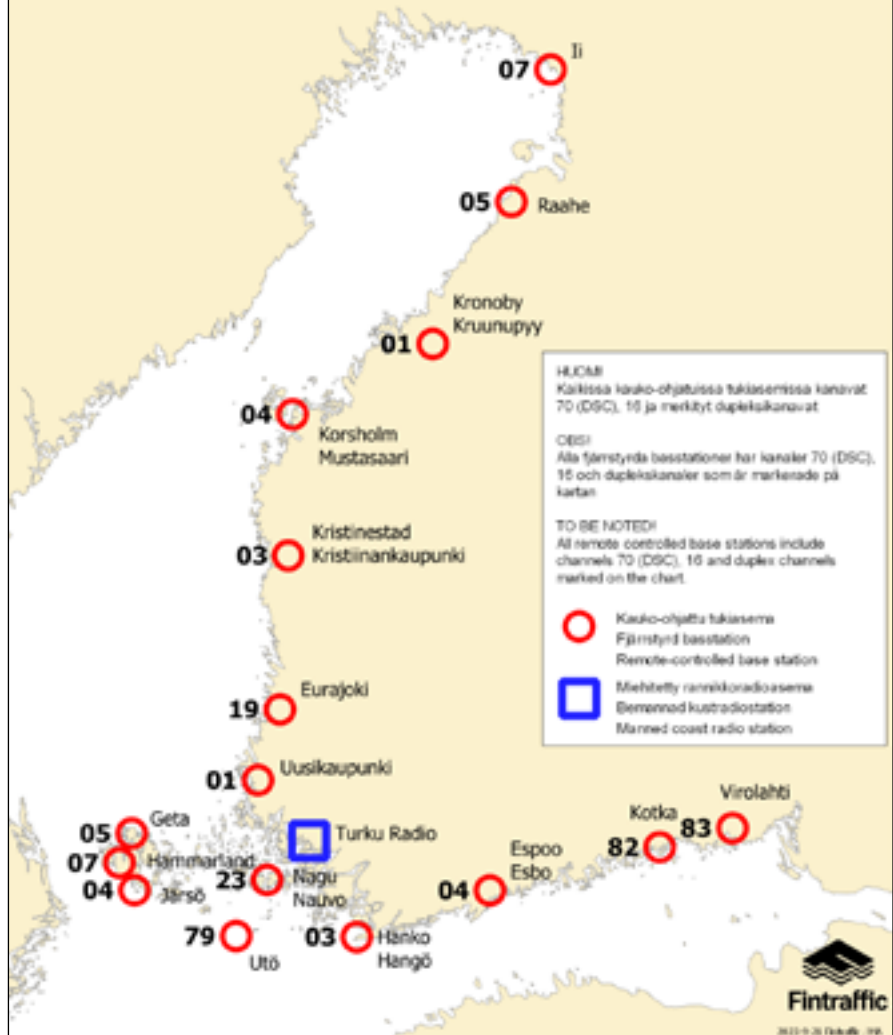 07
Ii
05
Raahe
Kronoby
Kruunupyy
01
04
Korsholm
Mustasaari
Kristinestad
03
Kristiinankaupunki
HUOM!
Kaikissa kauko-ohjatuissa tukiasemissa kanavat
70 (DSC), 16 ja merkityt dupleksikanavat
OBS!
Alla fjärrstyrda basstationer har kanaler 70 (DSC),
16 och duplekskanaler som är markerade på
kartan
TO BE NOTED!
All remote controlled base stations include
channels 70 (DSC), 16 and duplex channels
marked on the chart.
Kauko-ohjattu tukiasema
Fjärrstyrd basstation
Remote-controlled base station
Miehitetty rannikkoradioasema
Bemannad kustradiostation
Manned coast radio station
Eurajoki
19
Uusikaupunki
01
Geta
05
Turku Radio
07
Hammarland
04
Järsö
23
Nagu
Nauvo
79
Utö
03
Hanko
Hangö
Espoo
Esbo
04
Kotka
82
Virolahti
83
Fintraffic